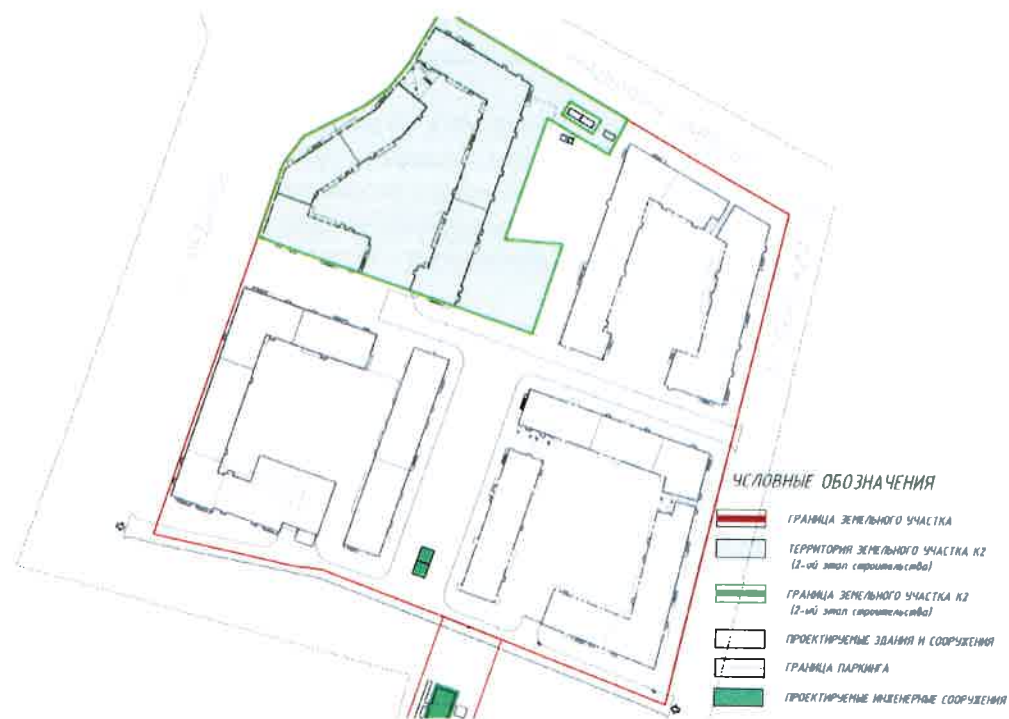 УСЛОВНЫЕ ОБОЗНАЧЕНИЯ
ГРАНИЦА ЗЕМЕЛЬНОГО УЧАСТКА
ТЕРРИТОРИЯ ЗЕМЕЛЬНОГО УЧАСТКА К2
(2-ой этап строительства)
ГРАНИЦА ЗЕМЕЛЬНОГО УЧАСТКА К2
(2-ый этап строительства)
ПРОЕКТИРУЕМЫЕ ЗДАНИЯ И СООРУЖЕНИЯ
ГРАНИЦА ПАРКИНГА
ПРОЕКТИРУЕМЫЕ ИНЖЕНЕРНЫЕ СООРУЖЕНИЯ